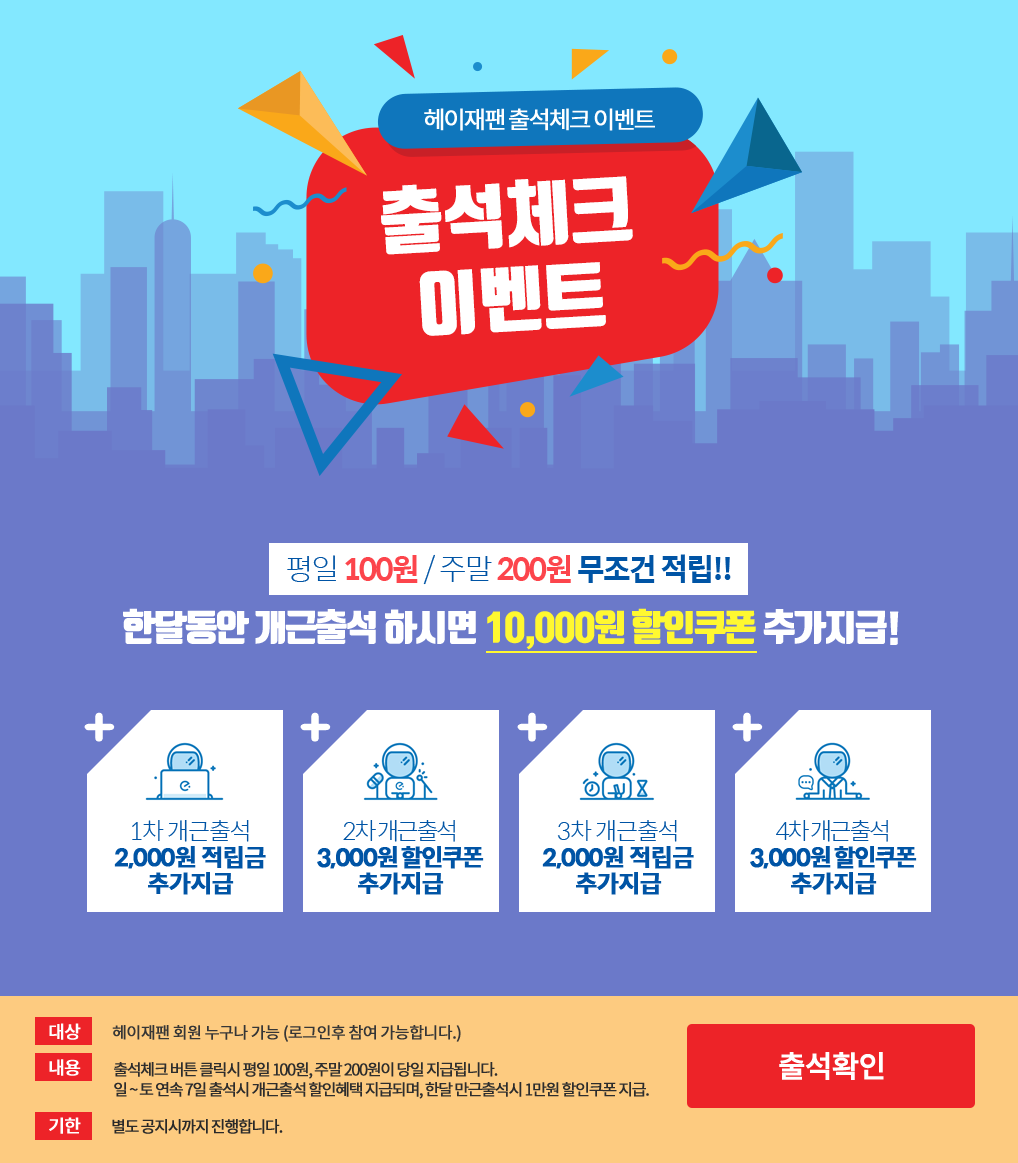 헤이재팬 출석체크 이벤트
출석체크
이벤트
평일 100원 / 주말 200원 무조건 적립!!
한달동안 개근출석 하시면 10,000원 할인쿠폰 추가지급!
1차 개근출석
2,000원 적립금
추가지급
2차 개근출석
3,000원 할인쿠폰
추가지급
3차 개근출석
2,000원 적립금
추가지급
4차 개근출석
3,000원 할인쿠폰
추가지급
대상 헤이재팬 회원 누구나 가능 (로그인후 참여 가능합니다.)
내용 출석체크 버튼 클릭시 평일 100원, 주말 200원이 당일 지급됩니다.
일 ~ 토 연속 7일 출석시 개근출석 할인혜택 지급되며, 한달 만근출석시 1만원 할인쿠폰 지급.
기한 별도 공지시까지 진행합니다.
출석확인